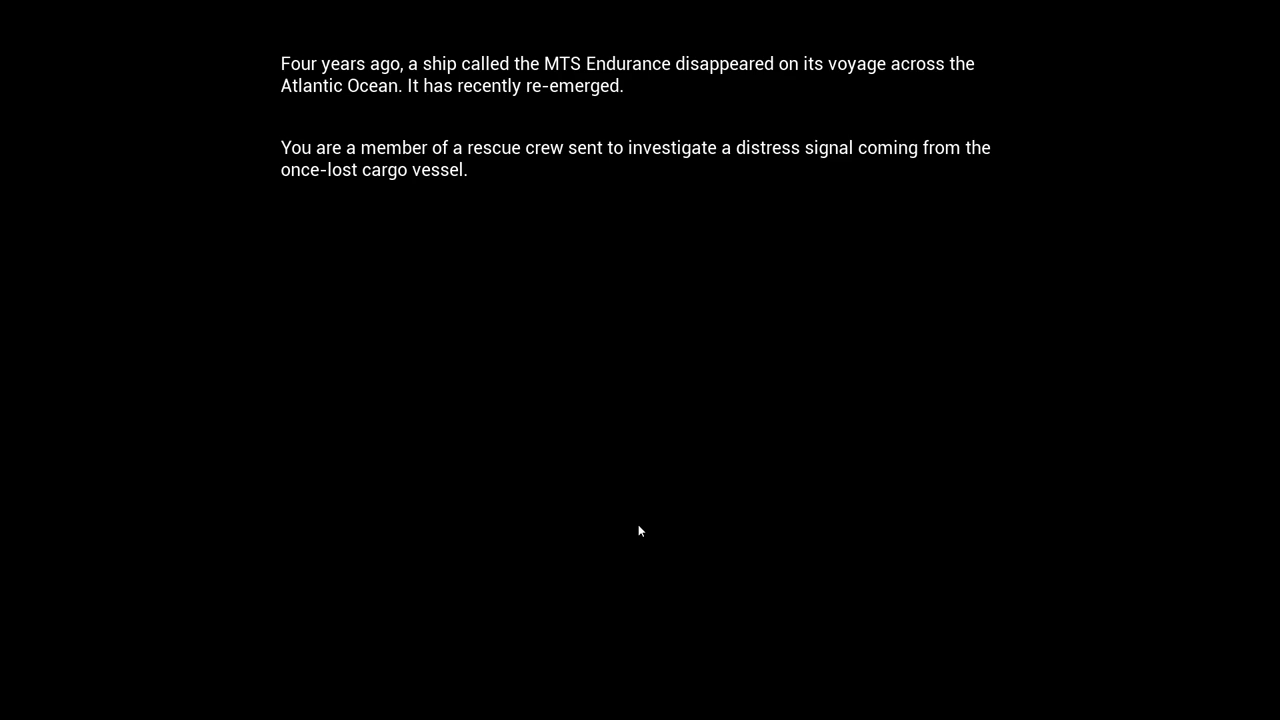 Four years ago, a ship called the MTS Endurance disappeared on its voyage across the
Atlantic Ocean. It has recently re-emerged.
You are a member of a rescue crew sent to investigate a distress signal coming from the
once-lost cargo vessel.